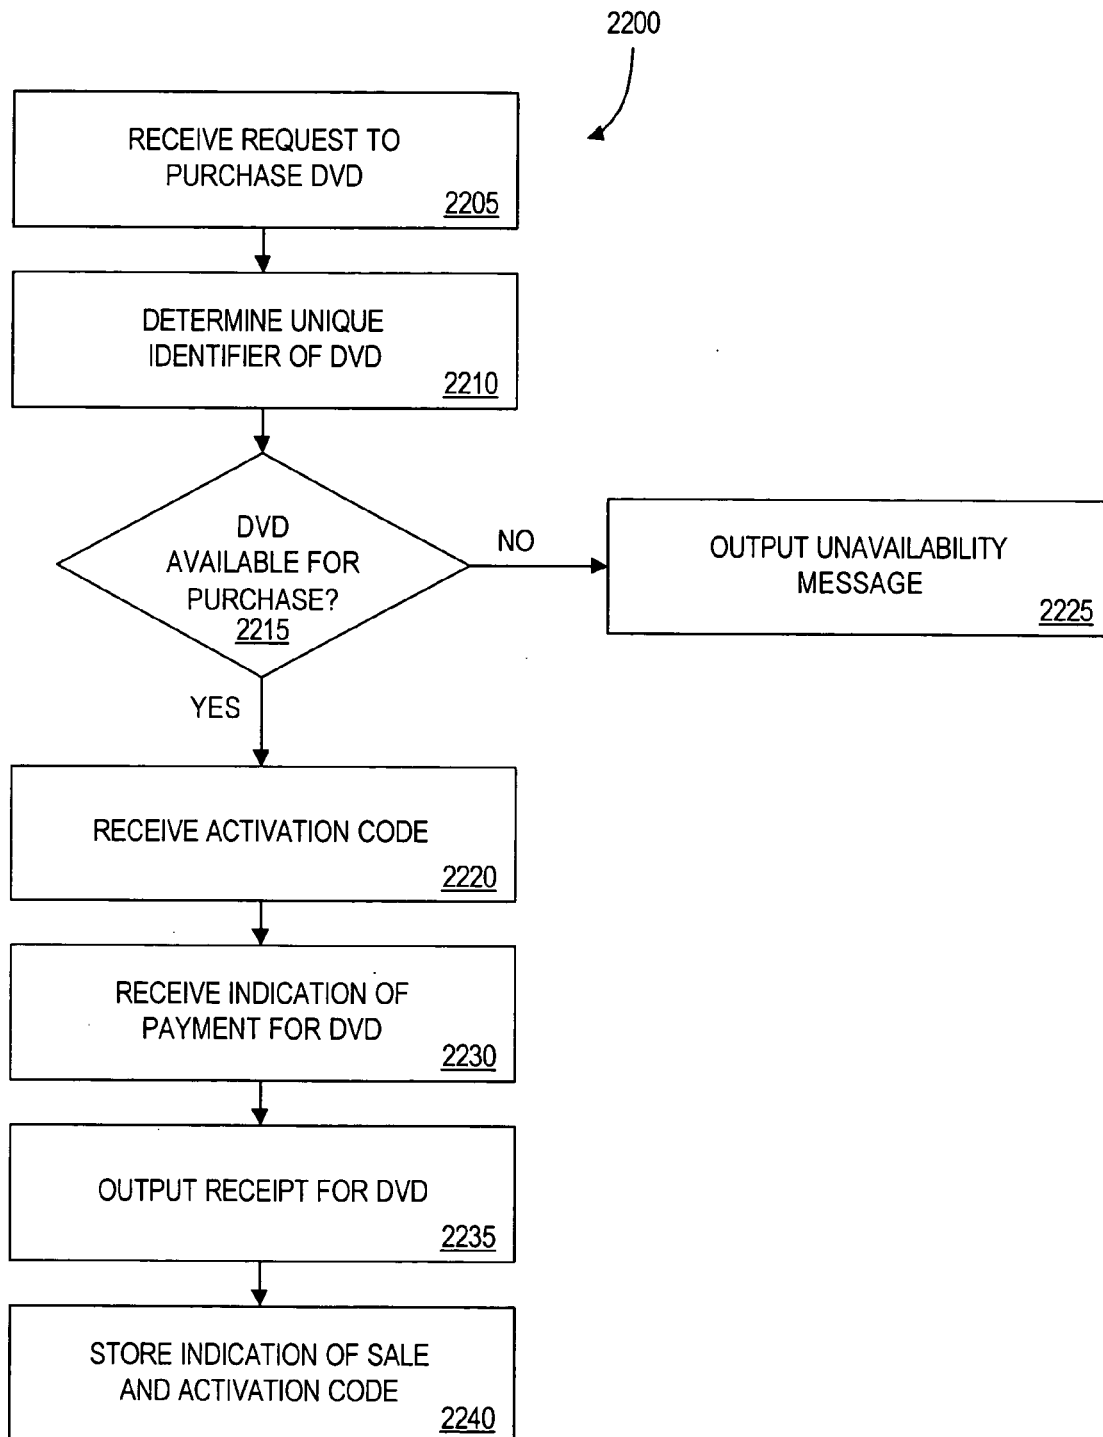 2200
RECEIVE REQUEST TO
PURCHASE DVD
2205
DETERMINE UNIQUE
IDENTIFIER OF DVD
2210
DVD
AVAILABLE FOR
PURCHASE?
2215
NO
OUTPUT UNAVAILABILITY
MESSAGE
2225
YES
RECEIVE ACTIVATION CODE
2220
RECEIVE INDICATION OF
PAYMENT FOR DVD
2230
OUTPUT RECEIPT FOR DVD
2235
STORE INDICATION OF SALE
AND ACTIVATION CODE
2240